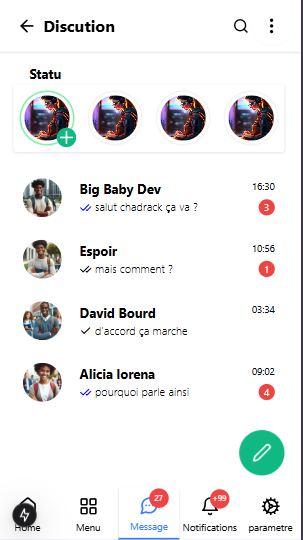 Discution
Statu
Big Baby Dev 16:30
salut chadrack ça va ? 3
Espoir 10:56
mais comment ? 1
David Bourd 03:34
d'accord ça marche
Alicia lorena 09:02
pourquoi parle ainsi 4
27 +99
Home Menu Message Notifications parametre